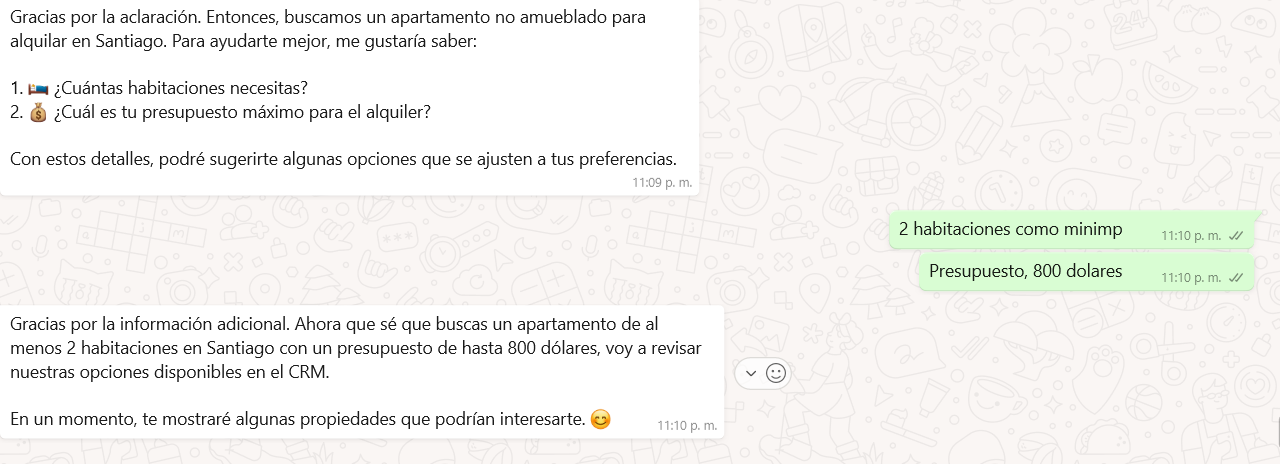 Gracias por la aclaración. Entonces, buscamos un apartamento no amueblado para
alquilar en Santiago. Para ayudarte mejor, me gustaría saber:
1. 🛏️ ¿Cuántas habitaciones necesitas?
2. 💰 ¿Cuál es tu presupuesto máximo para el alquiler?
Con estos detalles, podré sugerirte algunas opciones que se ajusten a tus preferencias.
11:09 p. m.
2 habitaciones como minimp 11:10 p. m.
Presupuesto, 800 dolares 11:10 p. m.
Gracias por la información adicional. Ahora que sé que buscas un apartamento de al
menos 2 habitaciones en Santiago con un presupuesto de hasta 800 dólares, voy a revisar
nuestras opciones disponibles en el CRM.
En un momento, te mostraré algunas propiedades que podrían interesarte. 😊 11:10 p. m.